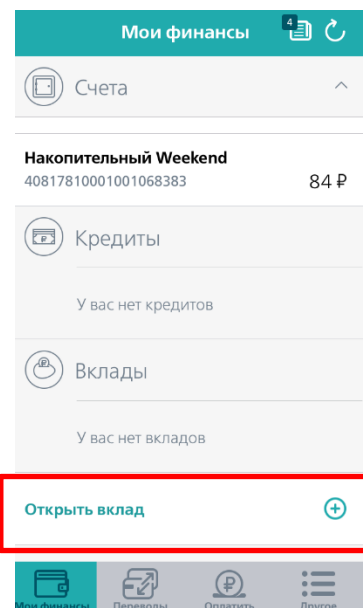 Мои финансы 4
Счета
Накопительный Weekend
40817810001001068383 84 ₽
Кредиты
У вас нет кредитов
Вклады
У вас нет вкладов
Открыть вклад
Мои финансы Переводы Оплатить Другое